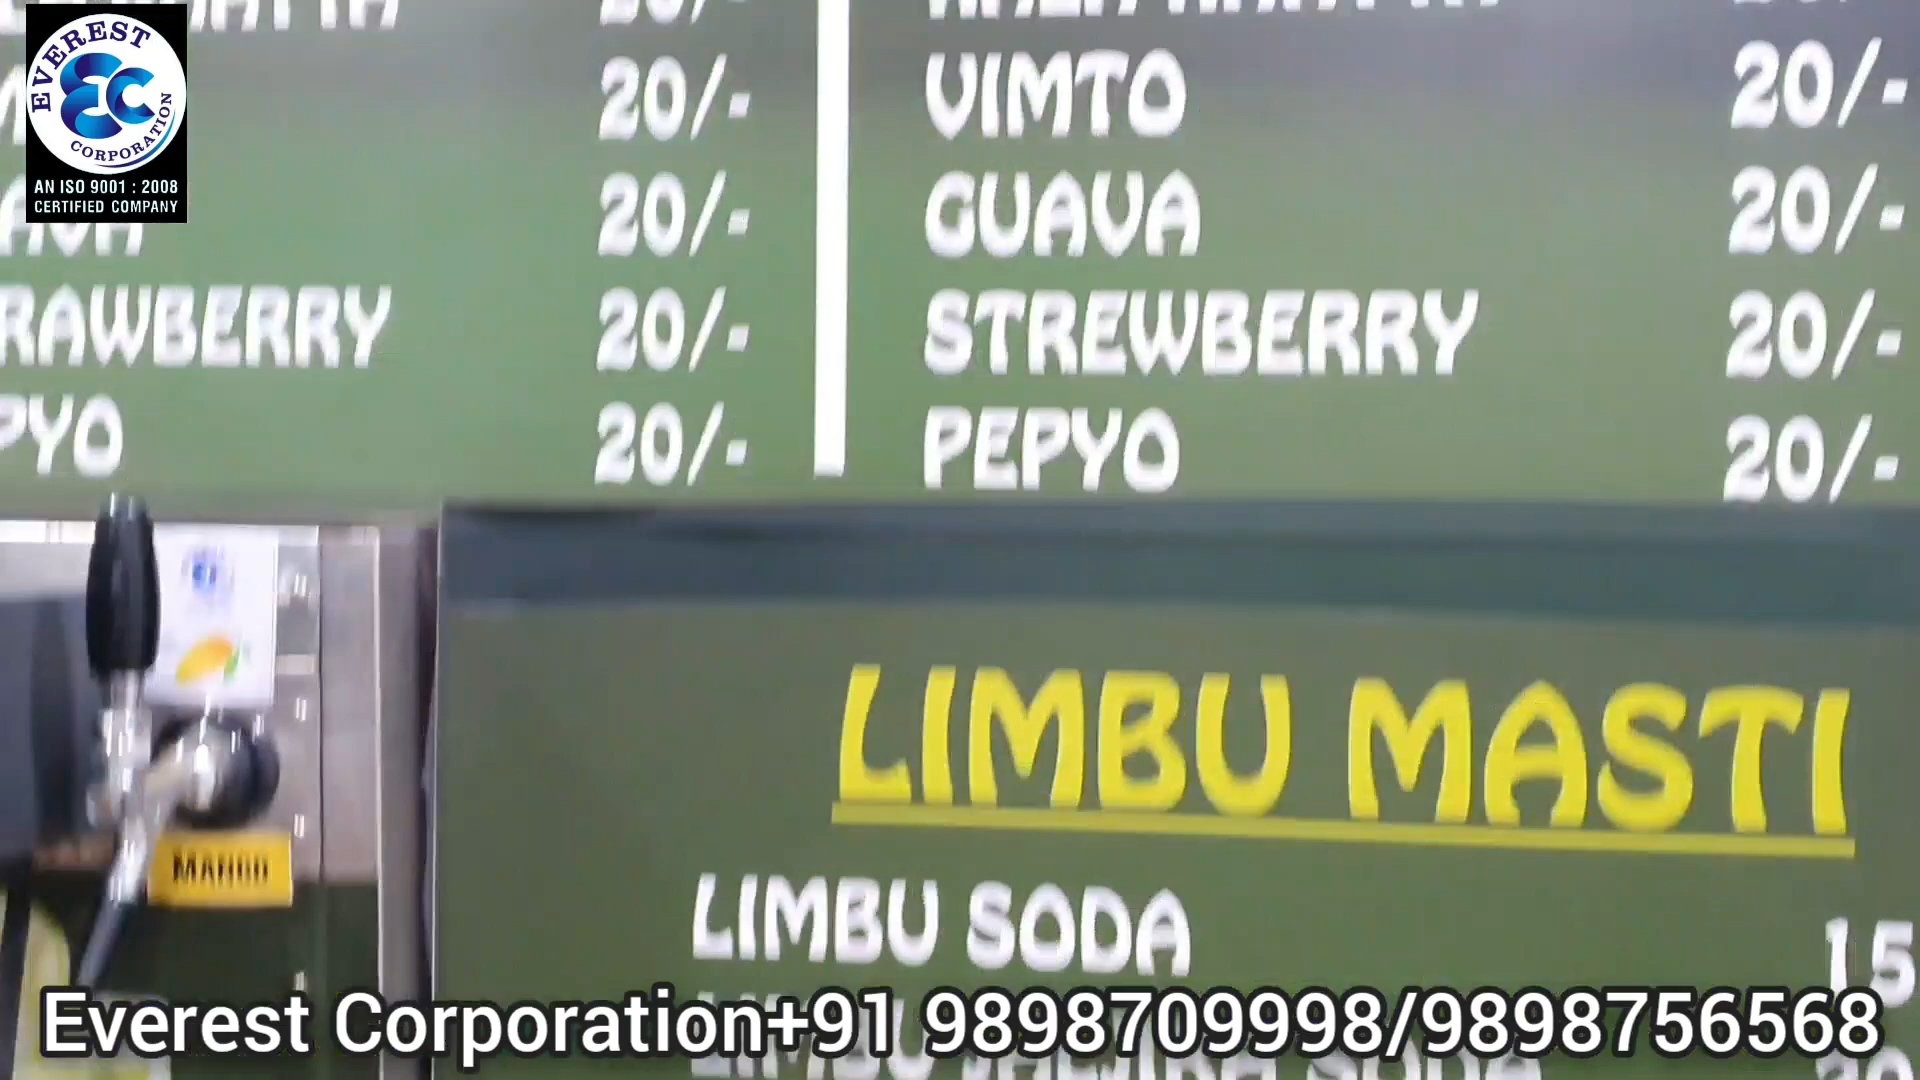 EVEREST
CORPORATION
AN ISO 9001 : 2008
CERTIFIED COMPANY
20/-
20/-
20/-
RAWBERRY 20/-
PYO 20/-
VIMTO 20/-
GUAVA 20/-
STREWBERRY 20/-
PEPYO 20/-
LIMBU MASTI
LIMBU SODA 15
Everest Corporation+91 9898709998/9898756568